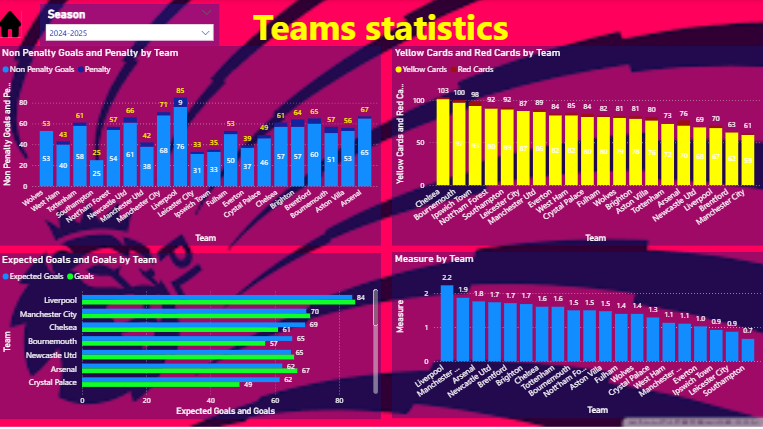 Season
2024-2025
Teams statistics
Non Penalty Goals and Penalty by Team
Non Penalty Goals Penalty
Non Penalty Goals and Pe...
80
60
40
20
0
53 43 61 25 57 66 42 71 85 33 35 53 39 49 61 64 65 57 56 67
9
53 40 58 25 54 61 38 68 76 31 33 50 37 46 57 57 60 51 53 65
Wolves
West Ham
Tottenham
Southampton
Nott'ham Forest
Newcastle Utd
Manchester Utd
Manchester City
Liverpool
Leicester City
Ipswich Town
Fulham
Everton
Crystal Palace
Chelsea
Brighton
Brentford
Bournemouth
Aston Villa
Arsenal
Team
Yellow Cards and Red Cards by Team
Yellow Cards Red Cards
Yellow Cards and Red Ca...
100
50
0
103 100 98 92 92 87 89 84 85 84 82 81 81 80 73 76 69 70 63 61
Chelsea
Bournemouth
Ipswich Town
Nott'ham Forest
Southampton
Leicester City
Manchester Utd
Everton
West Ham
Crystal Palace
Fulham
Wolves
Brighton
Aston Villa
Tottenham
Arsenal
Newcastle Utd
Liverpool
Brentford
Manchester City
Team
Expected Goals and Goals by Team
Expected Goals Goals
Team
Liverpool 84
Manchester City 70
Chelsea 69
61
Bournemouth 65
57
Newcastle Utd 65
Arsenal 62
67
Crystal Palace 62
49
0 20 40 60 80
Expected Goals and Goals
Measure by Team
Measure
2
1
0
2.2 1.9 1.8 1.7 1.7 1.7 1.6 1.6 1.5 1.5 1.5 1.4 1.4 1.3 1.1 1.1 1.0 0.9 0.9 0.7
Liverpool
Manchester ...
Arsenal
Newcastle Utd
Brentford
Brighton
Chelsea
Tottenham
Bournemouth
Nott'ham Fo...
Aston Villa
Fulham
Wolves
Crystal Palace
West Ham
Manchester ...
Everton
Ipswich Town
Leicester City
Southampton
Team